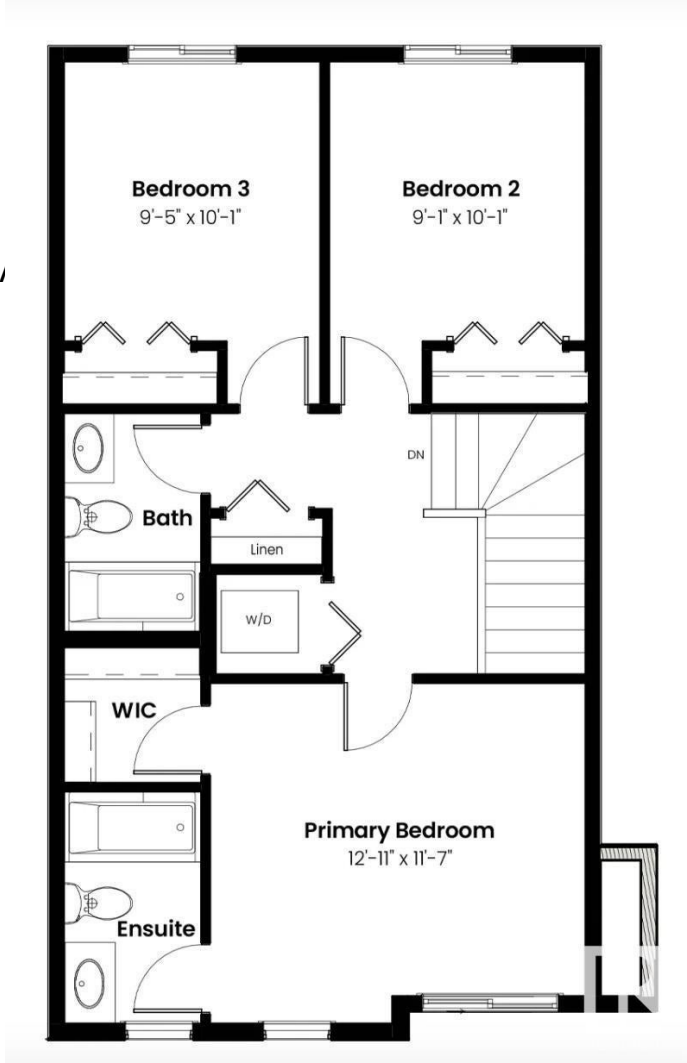 Bedroom 3
9'-5" x 10'-1"
Bedroom 2
9'-1" x 10'-1"
DN
Bath
Linen
W/D
WIC
Primary Bedroom
12'-11" x 11'-7"
Ensuite